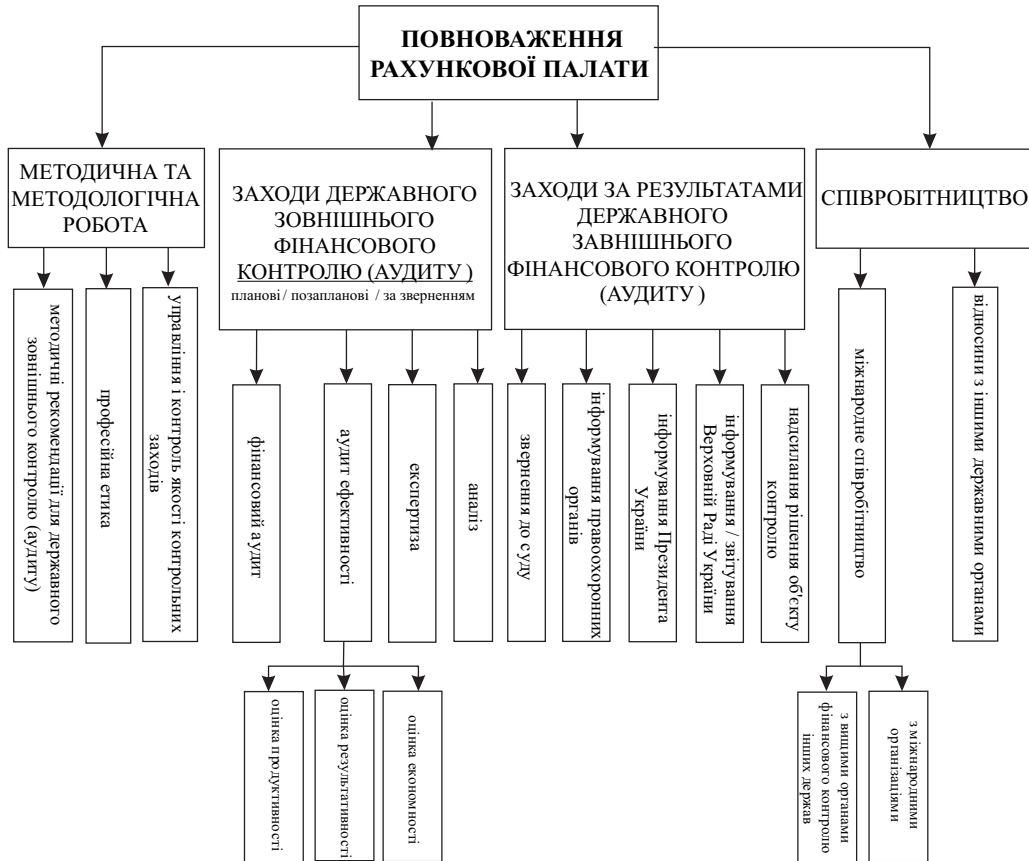 ПОВНОВАЖЕННЯ
РАХУНКОВОЇ ПАЛАТИ
МЕТОДИЧНА ТА
МЕТОДОЛОГІЧНА
РОБОТА
ЗАХОДИ ДЕРЖАВНОГО
ЗОВНІШНЬОГО
ФІНАНСОВОГО
КОНТРОЛЮ (АУДИТУ )
планові / позапланові / за зверненням
ЗАХОДИ ЗА РЕЗУЛЬТАТАМИ
ДЕРЖАВНОГО
ЗАВНІШНЬОГО
ФІНАНСОВОГО КОНТРОЛЮ
(АУДИТУ )
СПІВРОБІТНИЦТВО
методичні рекомендації для державного
зовнішнього контролю (аудиту)
професійна етика
управління і контроль якості контрольних
заходів
фінансовий аудит
аудит ефективності
експертиза
аналіз
звернення до суду
інформування правоохоронних
органів
інформування Президента
України
інформування / звітування
Верховній Раді України
надсилання рішення об'єкту
контролю
міжнародне співробітництво
відносини з іншими державними органами
оцінка продуктивності
оцінка результативності
оцінка економності
з вищими органами
фінансового контролю
інших держав
з міжнародними
організаціями